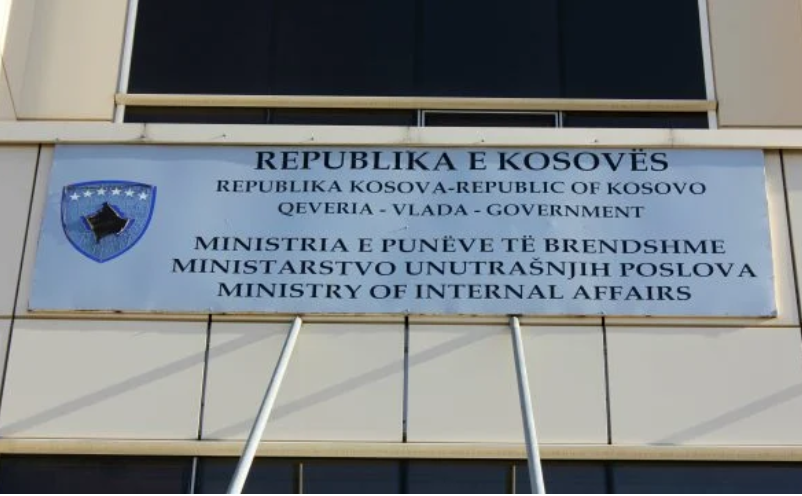 REPUBLIKA E KOSOVËS
REPUBLIKA KOSOVA-REPUBLIC OF KOSOVO
QEVERIA - VLADA - GOVERNMENT
MINISTRIA E PUNËVE TË BRENDSHME
MINISTARSTVO UNUTRAŠNJIH POSLOVA
MINISTRY OF INTERNAL AFFAIRS